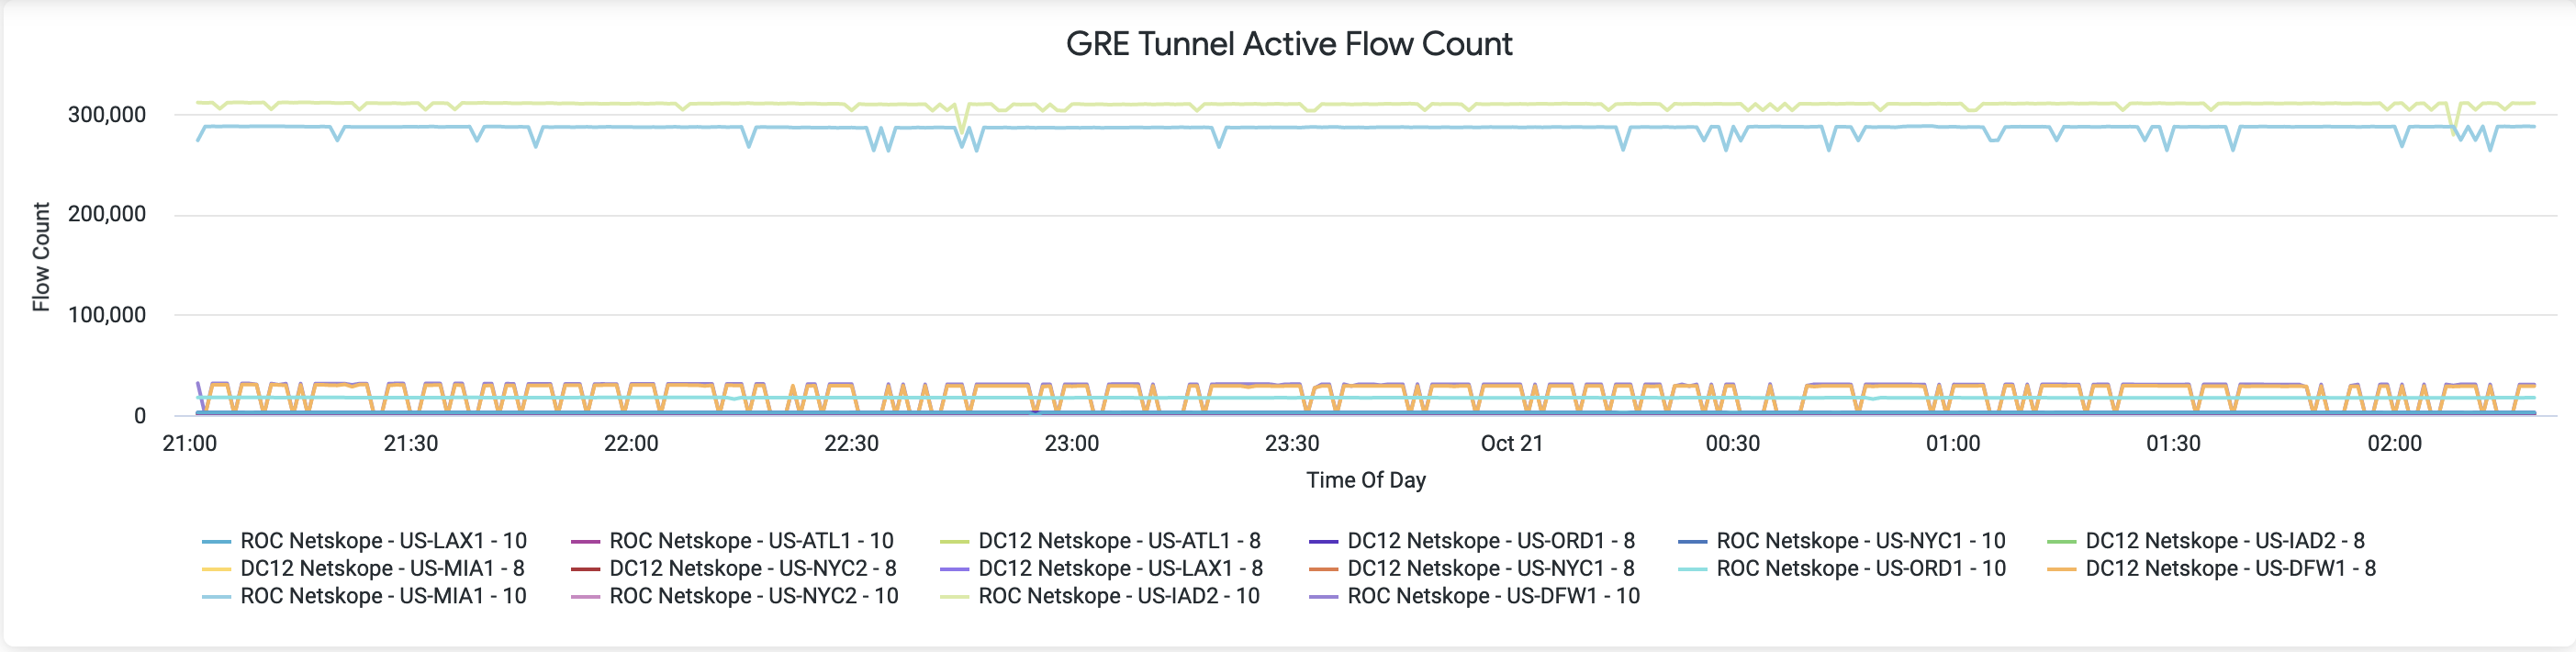 GRE Tunnel Active Flow Count
300,000
200,000
100,000
0
Flow Count
21:00 21:30 22:00 22:30 23:00 23:30 Oct 21 00:30 01:00 01:30 02:00
Time Of Day
ROC Netskope - US-LAX1 - 10 ROC Netskope - US-ATL1 - 10 DC12 Netskope - US-ATL1 - 8 DC12 Netskope - US-ORD1 - 8 ROC Netskope - US-NYC1 - 10 DC12 Netskope - US-IAD2 - 8
DC12 Netskope - US-MIA1 - 8 DC12 Netskope - US-NYC2 - 8 DC12 Netskope - US-LAX1 - 8 DC12 Netskope - US-NYC1 - 8 ROC Netskope - US-ORD1 - 10 DC12 Netskope - US-DFW1 - 8
ROC Netskope - US-MIA1 - 10 ROC Netskope - US-NYC2 - 10 ROC Netskope - US-IAD2 - 10 ROC Netskope - US-DFW1 - 10